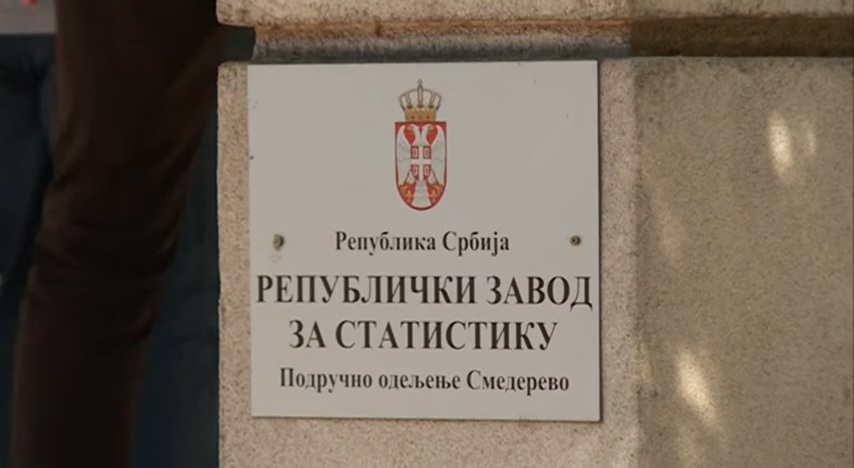 Република Србија
РЕПУБЛИЧКИ ЗАВОД
ЗА СТАТИСТИКУ
Подручно одељење Смедерево